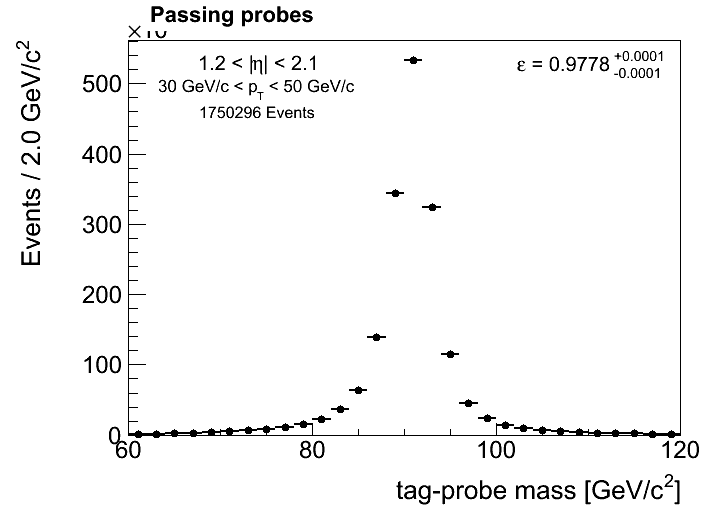 Passing probes
1.2 < |η| < 2.1
30 GeV/c < p_T < 50 GeV/c
1750296 Events
ε = 0.9778 +0.0001 -0.0001
Events / 2.0 GeV/c²
500
400
300
200
100
0
60
80
100
120
tag-probe mass [GeV/c²]